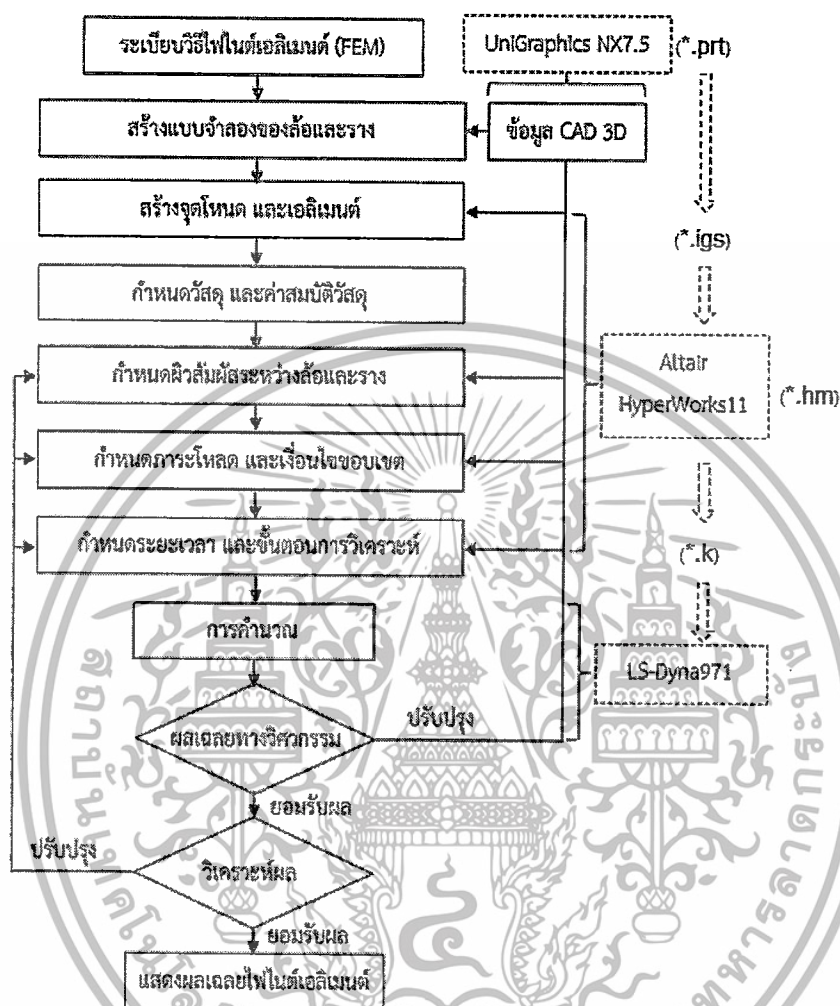 ระเบียบวิธีไฟไนต์เอลิเมนต์ (FEM)
UniGraphics NX7.5
(*.prt)
สร้างแบบจำลองของล้อและราง
ข้อมูล CAD 3D
สร้างจุดโหนด และเอลิเมนต์
(*.igs)
กำหนดวัสดุ และค่าสมบัติวัสดุ
กำหนดผิวสัมผัสระหว่างล้อและราง
Altair
HyperWorks11
(*.hm)
กำหนดภาระโหลด และเงื่อนไขขอบเขต
กำหนดระยะเวลา และขั้นตอนการวิเคราะห์
(*.k)
การคำนวณ
LS-Dyna971
ผลเฉลยทางวิศวกรรม
ปรับปรุง
ยอมรับผล
ปรับปรุง
วิเคราะห์ผล
ยอมรับผล
แสดงผลเฉลยไฟไนต์เอลิเมนต์